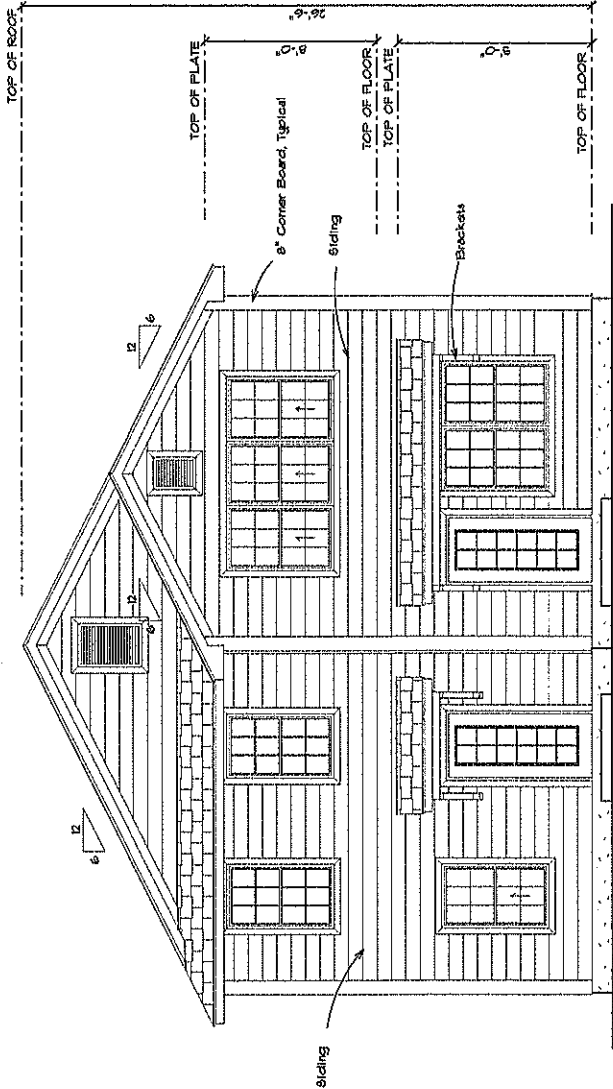 TOP OF ROOF
26'-6"
TOP OF PLATE
8'-0"
TOP OF FLOOR
TOP OF PLATE
9'-0"
TOP OF FLOOR
12
6
12
6
12
6
8" Corner Board, Typical
Siding
Brackets
Siding